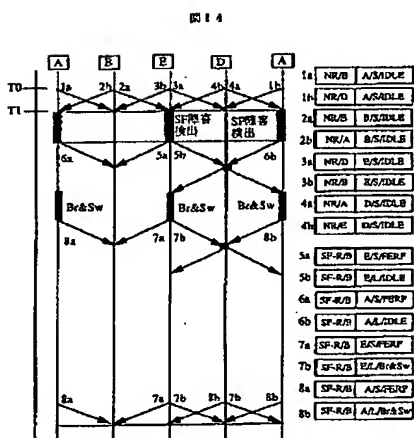 図14
A B E D A
T0 1a 2b 2a 3b 3a 4b 4a 1b
T1
SF障害検出 SF障害検出
6a 5a 5b 6b
Br&Sw Br&Sw Br&Sw
8a 7a 7b 8b
8a 7a 7b 8b 7b 8b
1a NR/B A/S/IDLE
1b NR/D A/S/IDLE
2a NR/E B/S/IDLE
2b NR/A B/S/IDLE
3a NR/D E/S/IDLE
3b NR/B E/S/IDLE
4a NR/A D/S/IDLE
4b NR/E D/S/IDLE
5a SF-R/B E/S/FERF
5b SF-R/B E/L/IDLE
6a SF-R/B A/S/FERF
6b SF-R/B A/L/IDLE
7a SF-R/B E/S/FERF
7b SF-R/B E/L/Br&Sw
8a SF-R/B A/S/FERF
8b SF-R/B A/L/Br&Sw